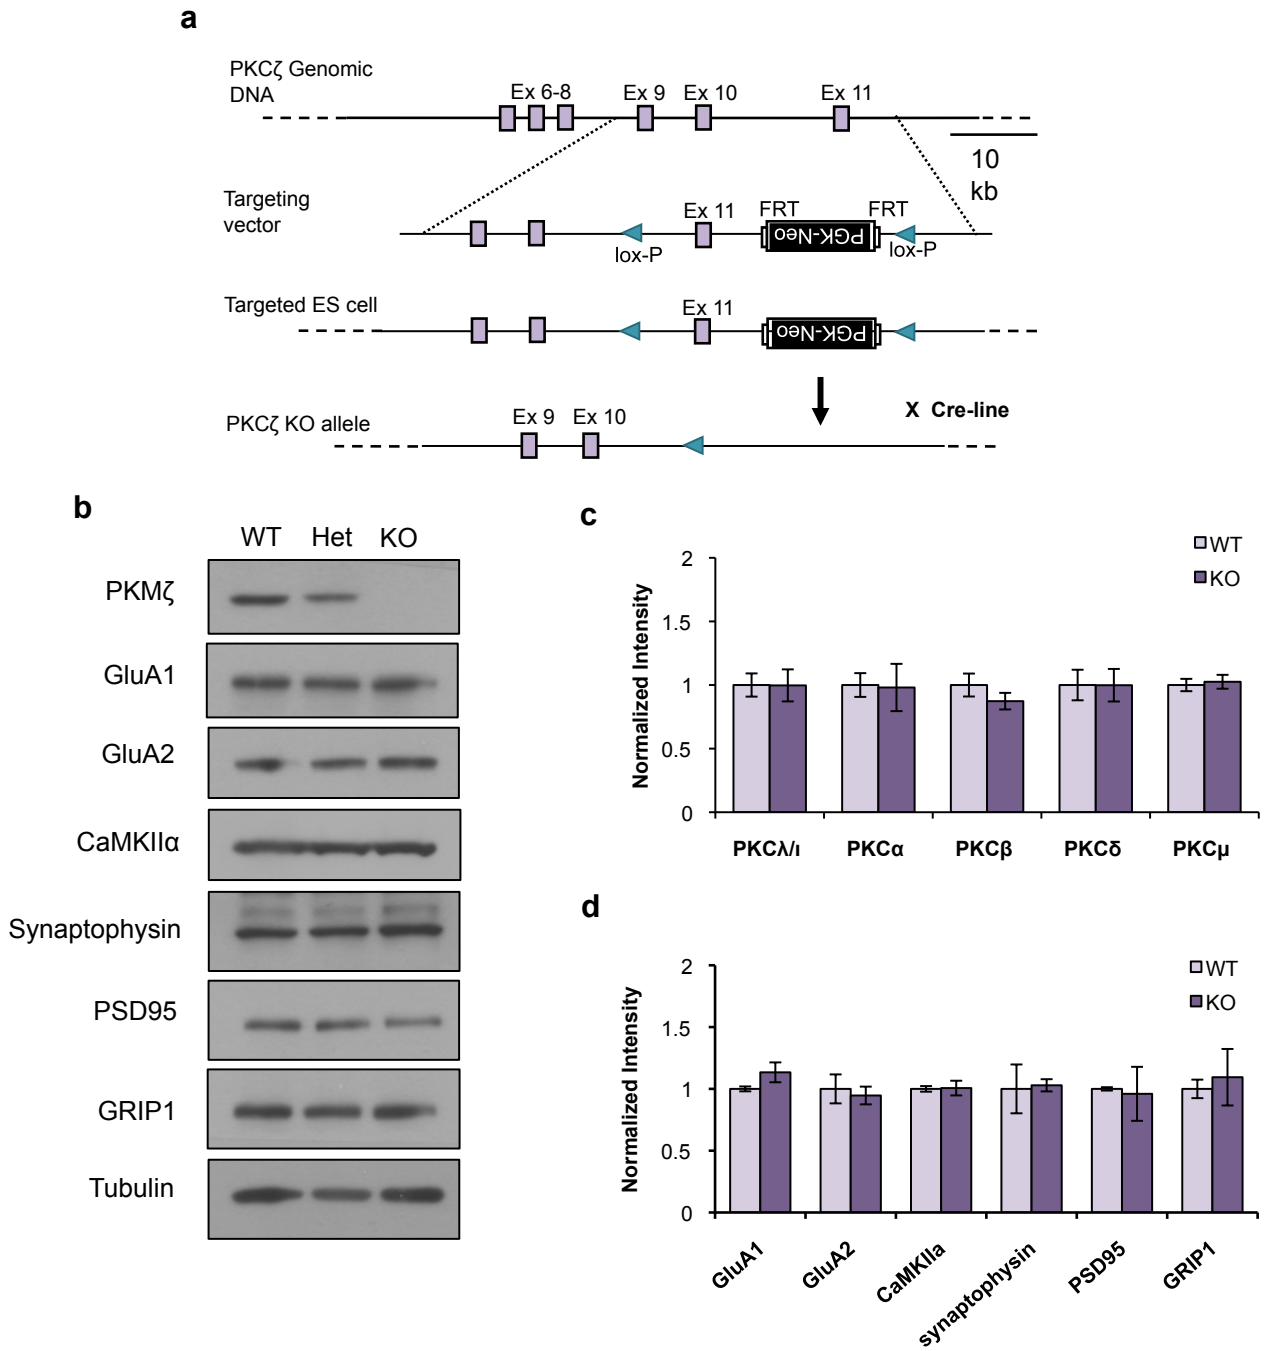 a
PKCζ Genomic
DNA
Ex 6-8
Ex 9
Ex 10
Ex 11
10
kb
Targeting
vector
Ex 11
FRT
FRT
PGK-Neo
lox-P
lox-P
Targeted ES cell
Ex 11
PGK-Neo
X Cre-line
PKCζ KO allele
Ex 9
Ex 10
b
WT Het KO
PKMζ
GluA1
GluA2
CaMKIIα
Synaptophysin
PSD95
GRIP1
Tubulin
c
WT
KO
Normalized Intensity
2
1.5
1
0.5
0
PKCλ/ι PKCα PKCβ PKCδ PKCμ
d
WT
KO
Normalized Intensity
2
1.5
1
0.5
0
GluA1 GluA2 CaMKIIa synaptophysin PSD95 GRIP1